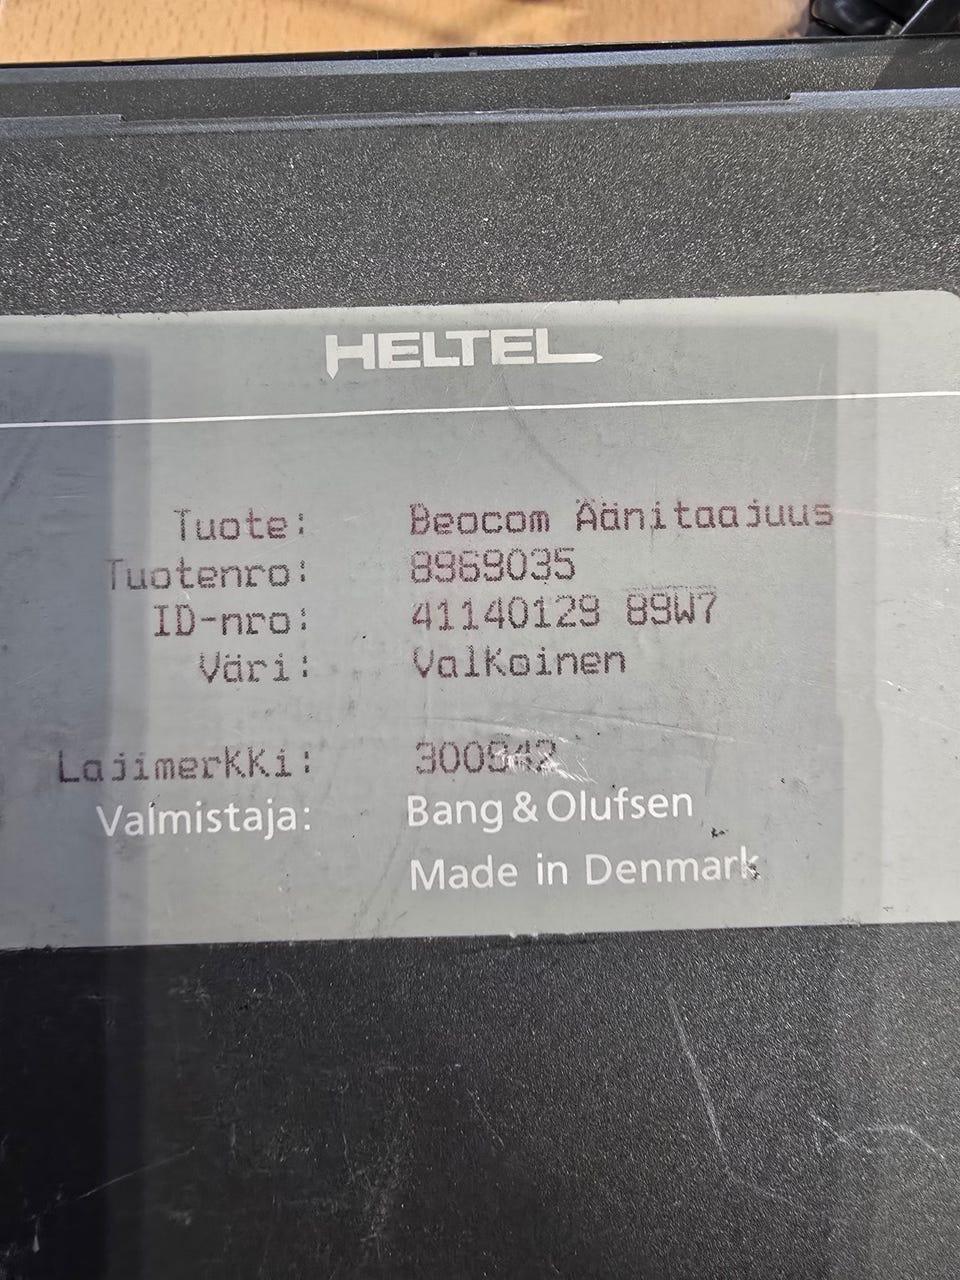 HELTEL
Tuote: Beocom Äänitaajuus
Tuotenro: 8969035
ID-nro: 41140129 89W7
Väri: Valkoinen
Lajimerkki: 300942
Valmistaja: Bang & Olufsen
Made in Denmark